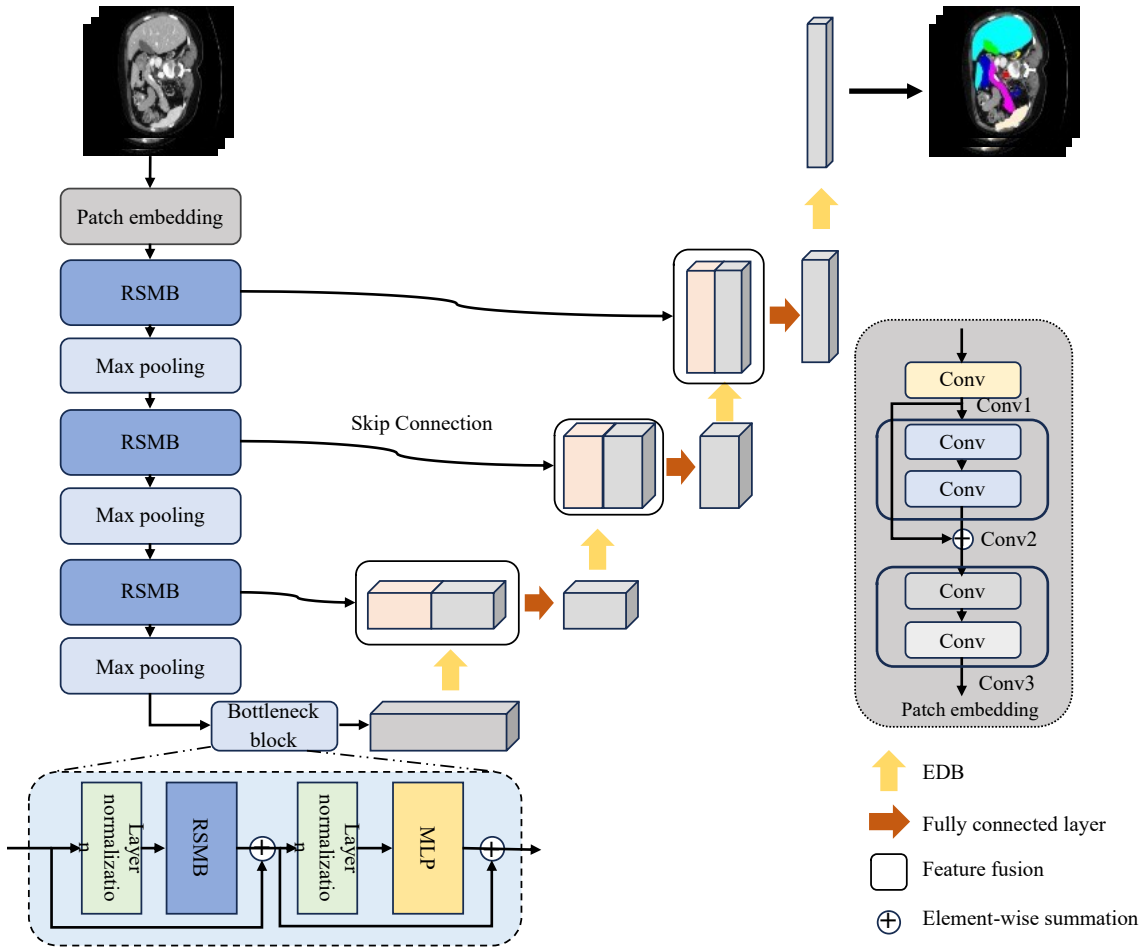 Patch embedding
RSMB
Max pooling
RSMB
Skip Connection
Max pooling
RSMB
Max pooling
Bottleneck
block
Layer
normalizatio
n
RSMB
Layer
normalizatio
n
MLP
Conv
Conv1
Conv
Conv
Conv2
Conv
Conv
Conv3
Patch embedding
EDB
Fully connected layer
Feature fusion
Element-wise summation